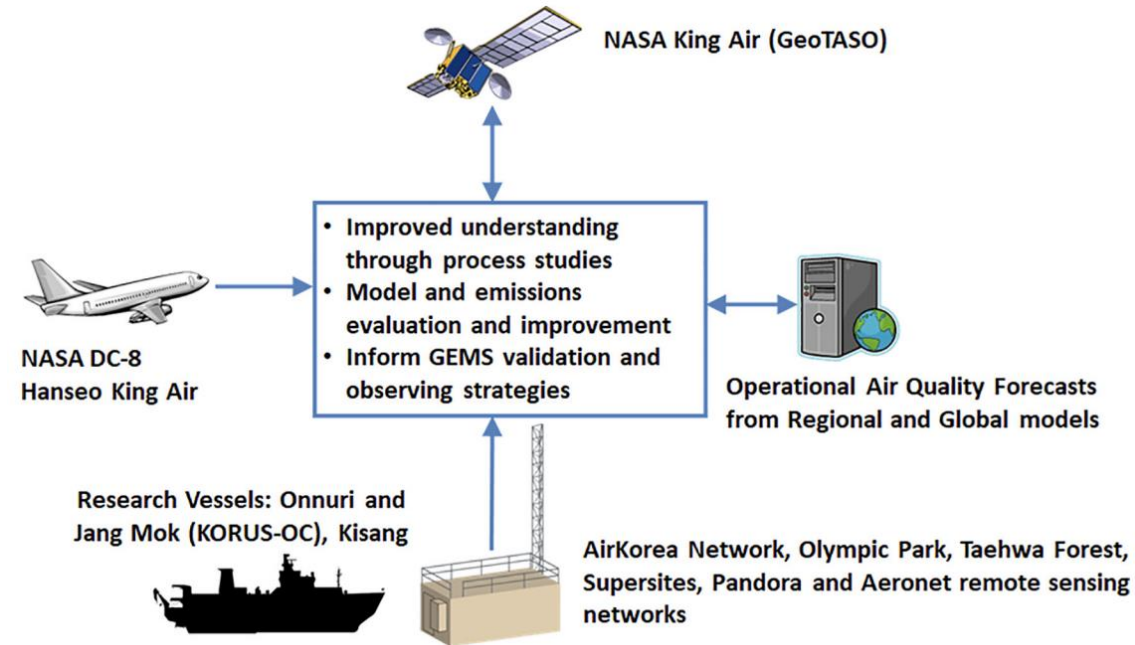 NASA King Air (GeoTASO)
• Improved understanding
through process studies
• Model and emissions
evaluation and improvement
• Inform GEMS validation and
observing strategies
NASA DC-8
Hanseo King Air
Operational Air Quality Forecasts
from Regional and Global models
Research Vessels: Onnuri and
Jang Mok (KORUS-OC), Kisang
AirKorea Network, Olympic Park, Taehwa Forest,
Supersites, Pandora and Aeronet remote sensing
networks